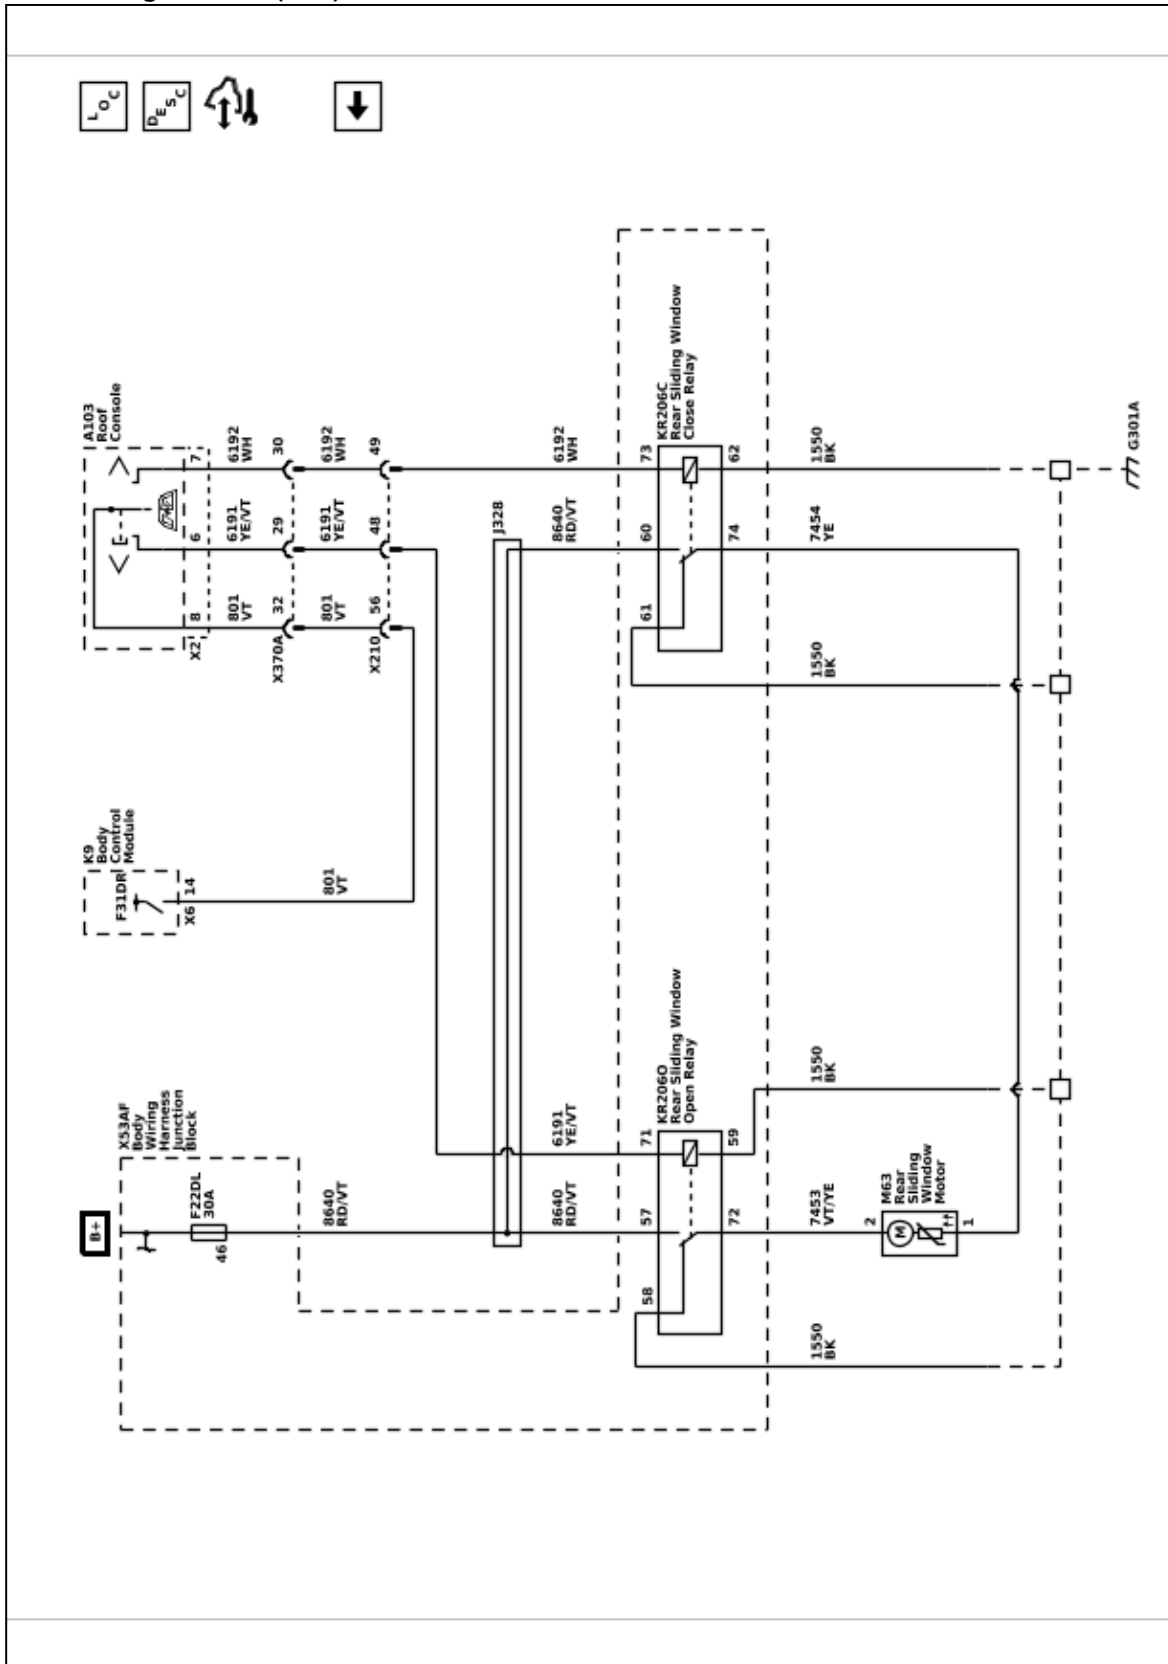 LOC
DESC
A103
Roof
Console
7
6
8
X2
6192
WH
6191
YE/VT
801
VT
30
29
32
X370A
6192
WH
6191
YE/VT
801
VT
49
48
56
X210
6192
WH
J328
8640
RD/VT
KR206C
Rear Sliding Window
Close Relay
73
60
61
62
74
1550
BK
7454
YE
1550
BK
G301A
K9
Body
Control
Module
F31DR
14
X6
801
VT
X53AF
Body
Wiring
Harness
Junction
Block
B+
F22DL
30A
46
8640
RD/VT
6191
YE/VT
8640
RD/VT
KR206O
Rear Sliding Window
Open Relay
71
57
58
59
72
1550
BK
7453
VT/YE
1550
BK
M63
Rear
Sliding
Window
Motor
2
M
1